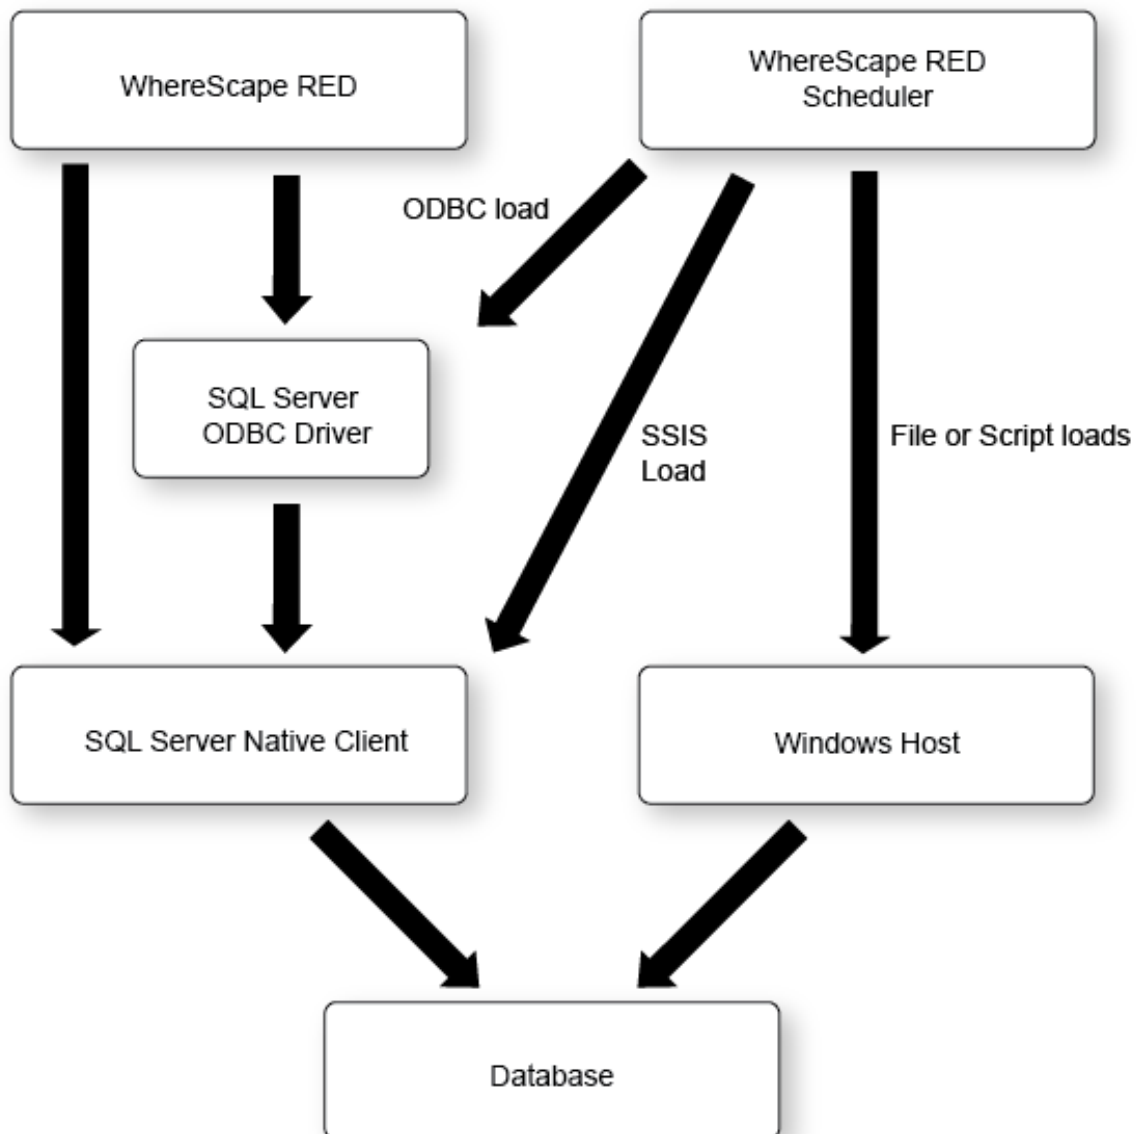 WhereScape RED
WhereScape RED
Scheduler
ODBC load
SQL Server
ODBC Driver
SSIS
Load
File or Script loads
SQL Server Native Client
Windows Host
Database